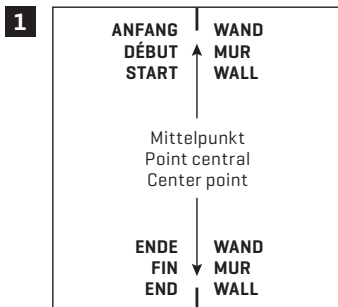 1
ANFANG WAND
DÉBUT MUR
START WALL
Mittelpunkt
Point central
Center point
ENDE WAND
FIN MUR
END WALL